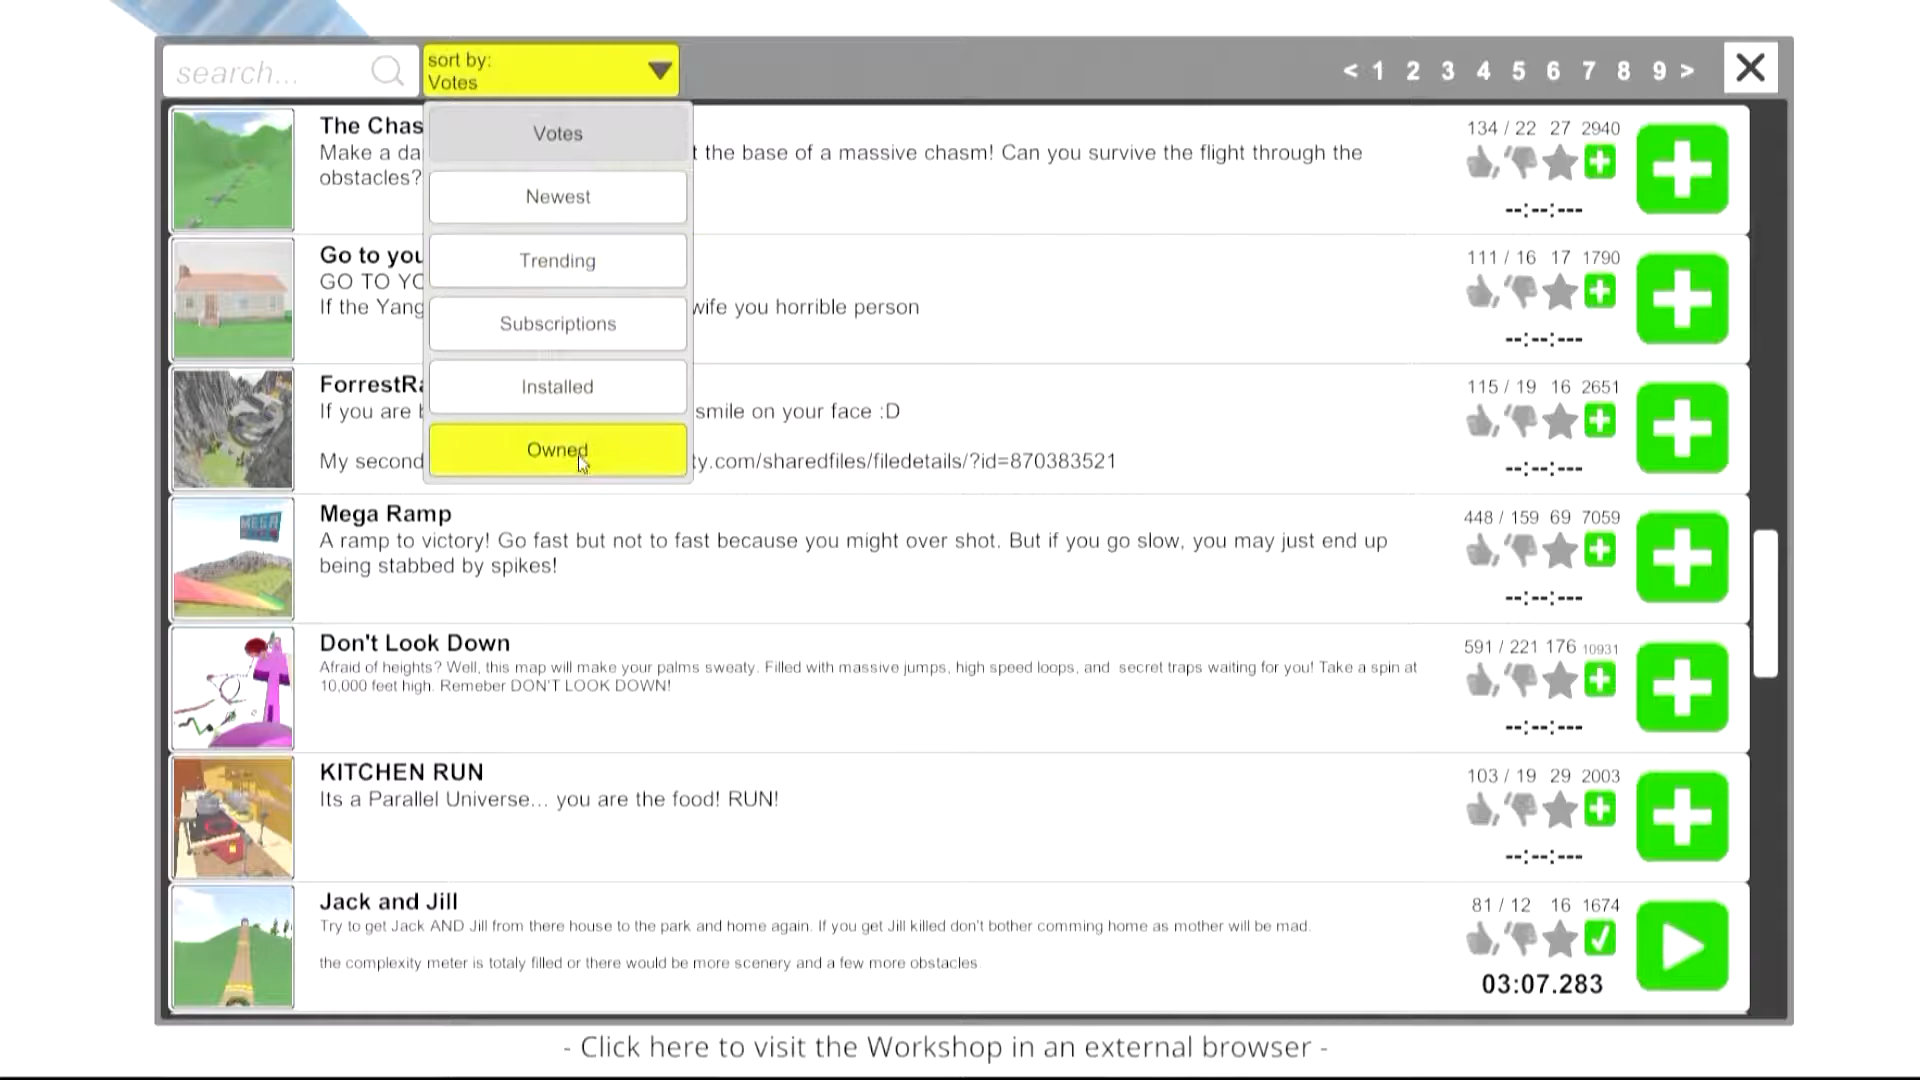 search...
sort by:
Votes
< 1 2 3 4 5 6 7 8 9 >
Votes
Newest
Trending
Subscriptions
Installed
Owned
The Chas
134 / 22 27 2940
Make a da
t the base of a massive chasm! Can you survive the flight through the
obstacles?
--:--:---
Go to you
111 / 16 17 1790
GO TO YO
If the Yang
wife you horrible person
--:--:---
ForrestRa
115 / 19 16 2651
If you are b
smile on your face :D
My second
ty.com/sharedfiles/filedetails/?id=870383521
--:--:---
MEGA
Mega Ramp
448 / 159 69 7059
A ramp to victory! Go fast but not to fast because you might over shot. But if you go slow, you may just end up
being stabbed by spikes!
--:--:---
Don't Look Down
591 / 221 176 10931
Afraid of heights? Well, this map will make your palms sweaty. Filled with massive jumps, high speed loops, and secret traps waiting for you! Take a spin at
10,000 feet high. Remeber DON'T LOOK DOWN!
--:--:---
KITCHEN RUN
103 / 19 29 2003
Its a Parallel Universe... you are the food! RUN!
--:--:---
Jack and Jill
81 / 12 16 1674
Try to get Jack AND Jill from there house to the park and home again. If you get Jill killed don't bother comming home as mother will be mad.
the complexity meter is totaly filled or there would be more scenery and a few more obstacles.
03:07.283
- Click here to visit the Workshop in an external browser -